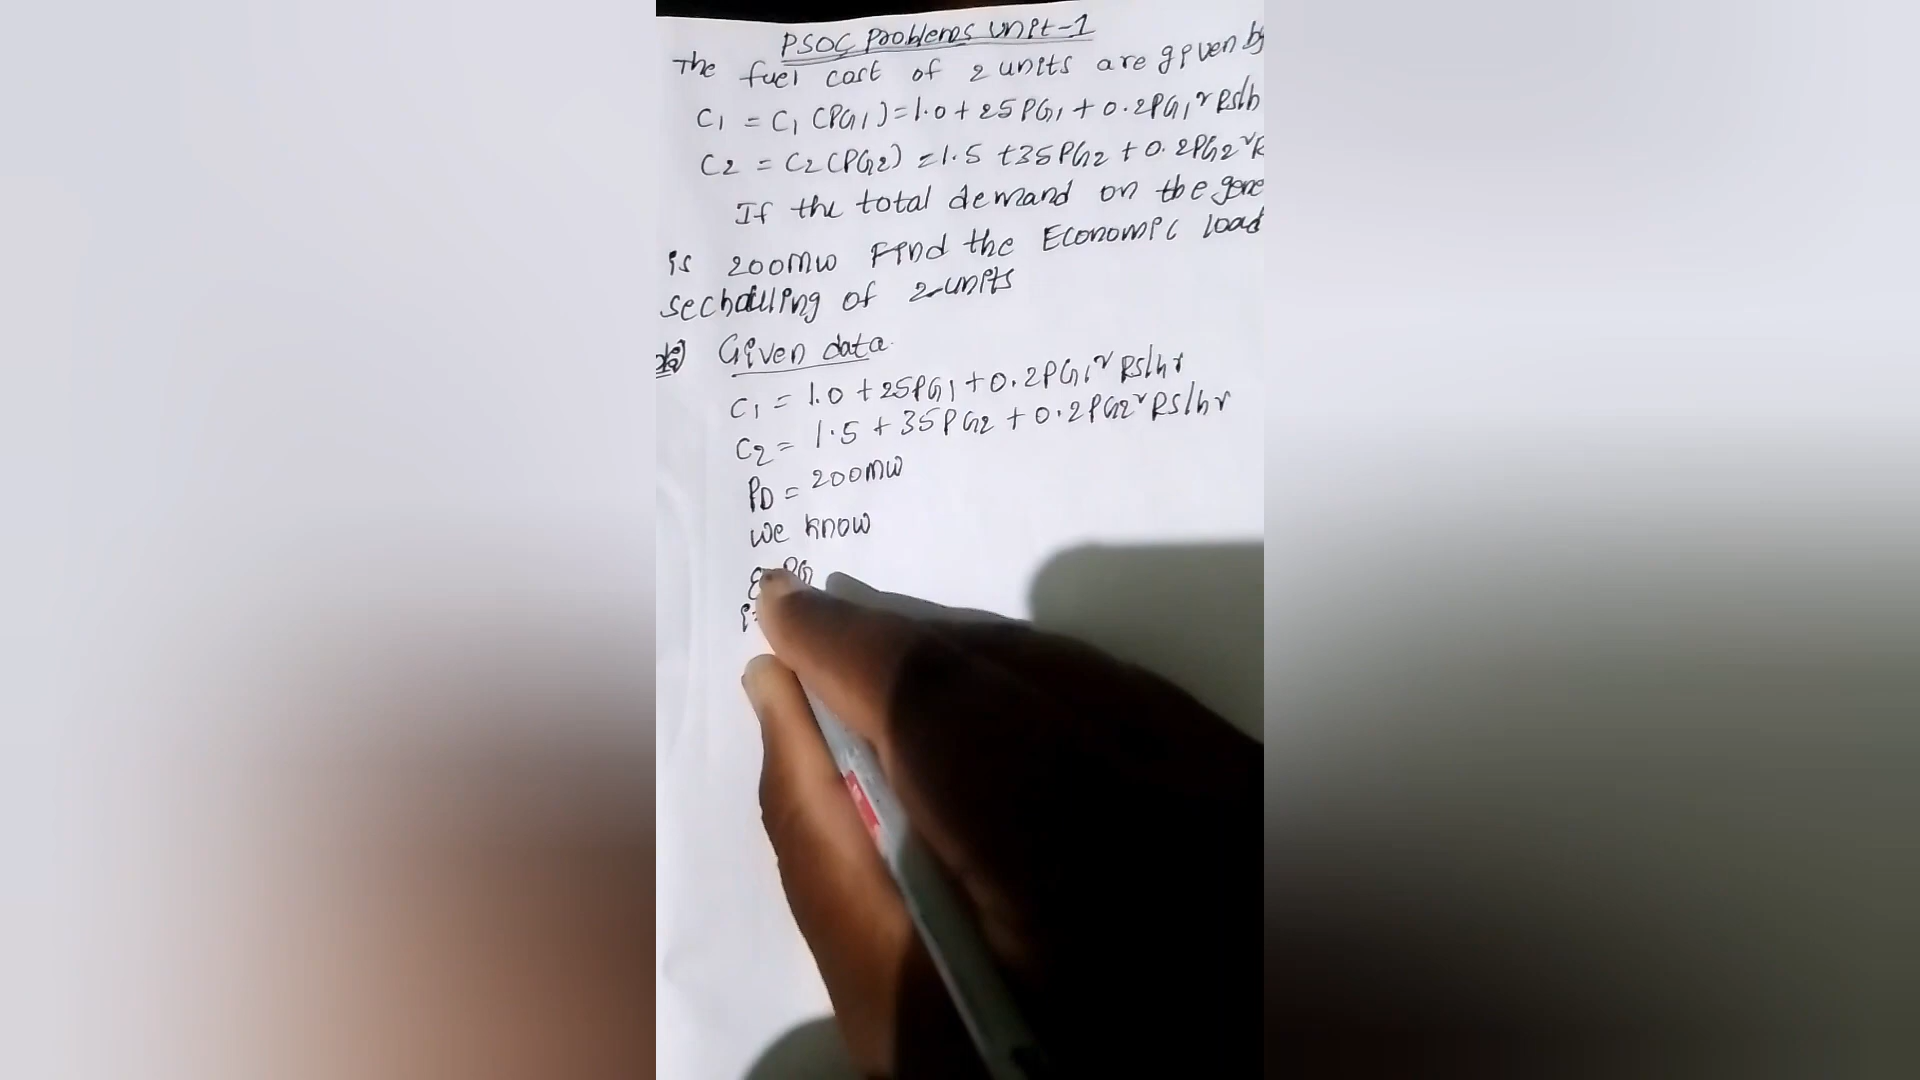 PSOC Problems Unit-1
The fuel cost of 2 units are given by
C1 = C1 (PG1) = 1.0 + 25PG1 + 0.2PG1² Rs/h
C2 = C2 (PG2) = 1.5 + 35PG2 + 0.2PG2² R
If the total demand on the gene
is 200MW Find the Economic load
sechdulling of 2-units
Given data
C1 = 1.0 + 25PG1 + 0.2PG1² Rs/hr
C2 = 1.5 + 35PG2 + 0.2PG2² Rs/hr
PD = 200MW
We know
PG